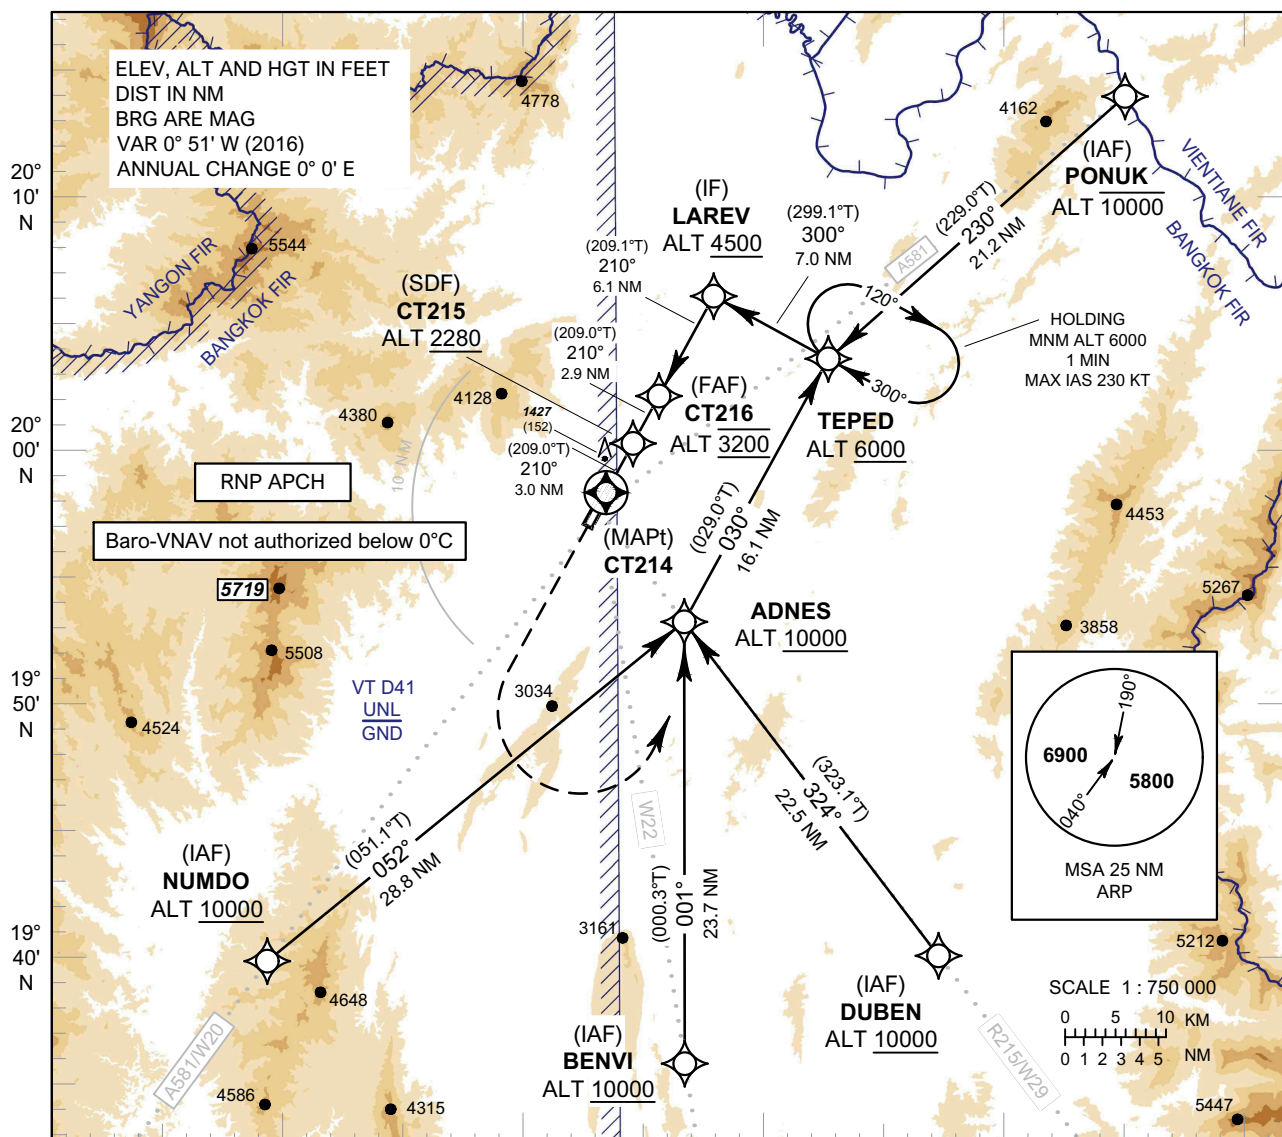 ELEV, ALT AND HGT IN FEET
DIST IN NM
BRG ARE MAG
VAR 0° 51' W (2016)
ANNUAL CHANGE 0° 0' E
4778
4162
(IAF)
PONUK
ALT 10000
VIENTIANE FIR
BANGKOK FIR
20°
10'
N
(IF)
LAREV
ALT 4500
(299.1°T)
300°
7.0 NM
(229.0°T)
230°
21.2 NM
A581
5544
YANGON FIR
BANGKOK FIR
(209.1°T)
210°
6.1 NM
(SDF)
CT215
ALT 2280
(209.0°T)
210°
2.9 NM
120°
300°
HOLDING
MNM ALT 6000
1 MIN
MAX IAS 230 KT
4128
4380
1427
(152)
(209.0°T)
210°
3.0 NM
(FAF)
CT216
ALT 3200
TEPED
ALT 6000
20°
00'
N
10 NM
RNP APCH
Baro-VNAV not authorized below 0°C
(MAPt)
CT214
(029.0°T)
030°
16.1 NM
4453
5267
5719
5508
ADNES
ALT 10000
3858
19°
50'
N
4524
VT D41
UNL
GND
3034
190°
6900
5800
040°
MSA 25 NM
ARP
(051.1°T)
052°
28.8 NM
W22
(323.1°T)
324°
22.5 NM
(IAF)
NUMDO
ALT 10000
(000.3°T)
001°
23.7 NM
19°
40'
N
3161
5212
4648
(IAF)
DUBEN
ALT 10000
SCALE 1 : 750 000
0 5 10 KM
0 1 2 3 4 5 NM
(IAF)
BENVI
ALT 10000
A581/W20
R215/W29
4586
4315
5447